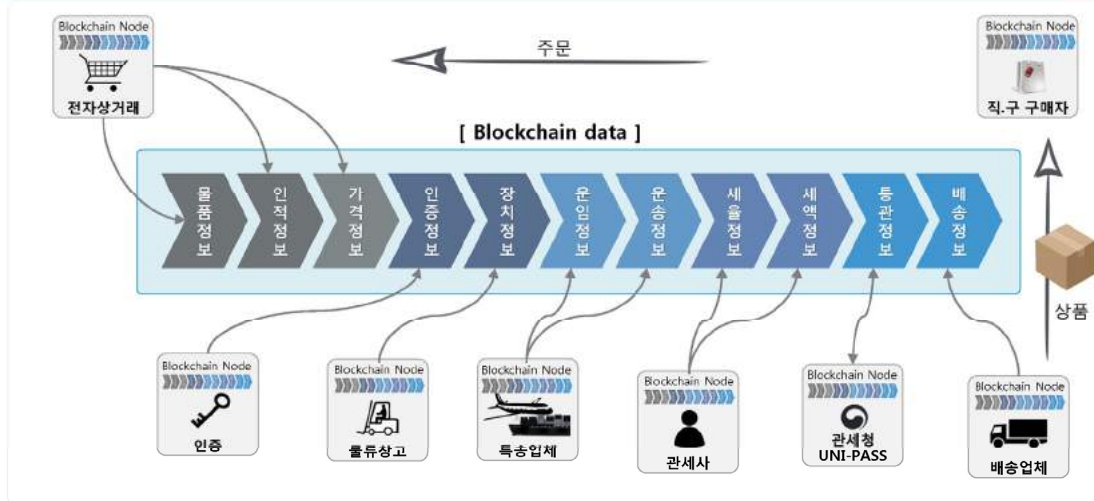 Blockchain Node
전자상거래
주문
Blockchain Node
직.구 구매자
[ Blockchain data ]
물품정보
인적정보
가격정보
인증정보
장치정보
운임정보
운송정보
세율정보
세액정보
통관정보
배송정보
상품
Blockchain Node
인증
Blockchain Node
물류창고
Blockchain Node
특송업체
Blockchain Node
관세사
Blockchain Node
관세청
UNI-PASS
Blockchain Node
배송업체